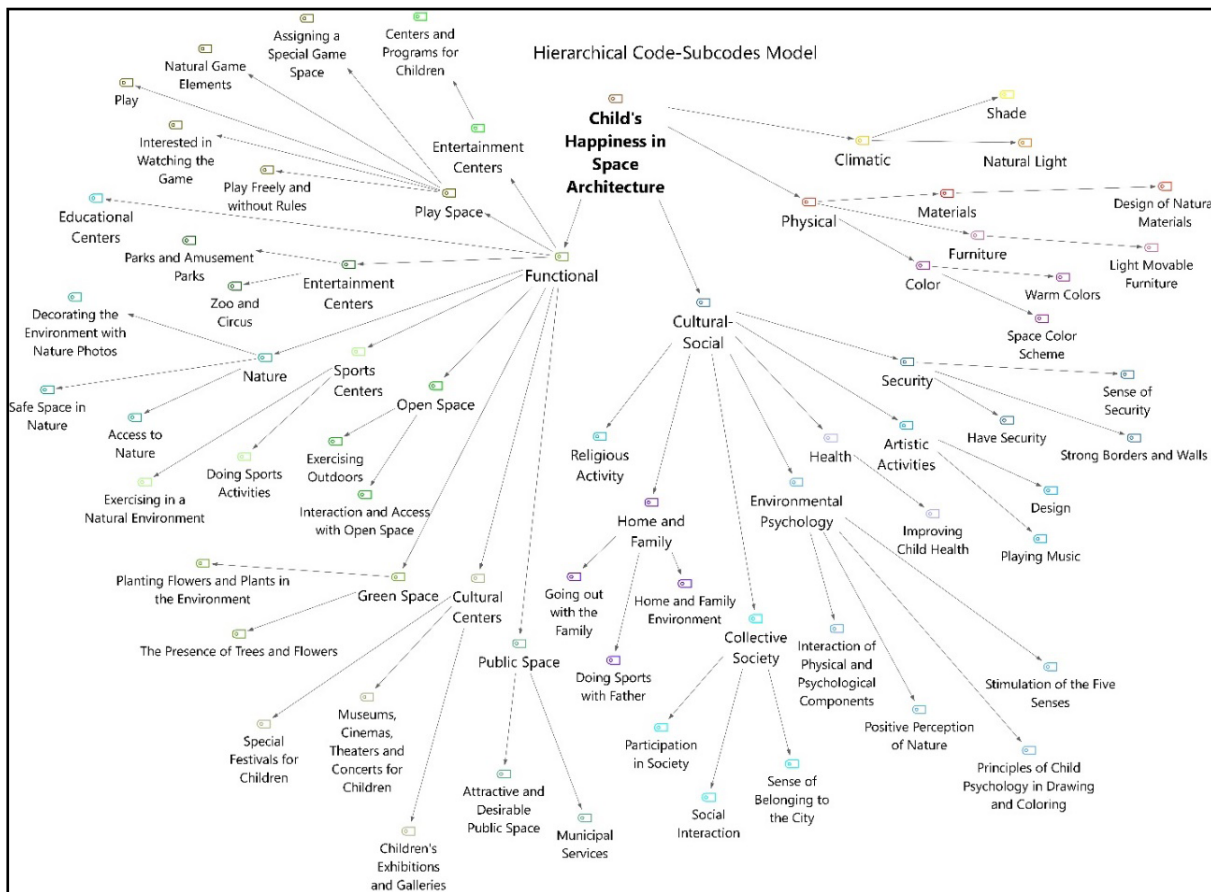 Hierarchical Code-Subcodes Model
Child's
Happiness in
Space
Architecture
Assigning a
Special Game
Space
Centers and
Programs for
Children
Natural Game
Elements
Play
Interested in
Watching the
Game
Entertainment
Centers
Play Freely and
without Rules
Play Space
Educational
Centers
Parks and Amusement
Parks
Zoo and
Circus
Entertainment
Centers
Functional
Decorating the
Environment with
Nature Photos
Nature
Safe Space in
Nature
Access to
Nature
Sports
Centers
Doing Sports
Activities
Exercising in a
Natural Environment
Open Space
Exercising
Outdoors
Interaction and Access
with Open Space
Planting Flowers and Plants in
the Environment
Green Space
The Presence of Trees and Flowers
Cultural
Centers
Special
Festivals for
Children
Museums,
Cinemas,
Theaters and
Concerts for
Children
Children's
Exhibitions
and Galleries
Public Space
Attractive and
Desirable
Public Space
Municipal
Services
Climatic
Shade
Natural Light
Physical
Materials
Design of Natural
Materials
Furniture
Light Movable
Furniture
Color
Warm Colors
Space Color
Scheme
Cultural-
Social
Security
Sense of
Security
Have Security
Strong Borders and Walls
Artistic
Activities
Design
Playing Music
Health
Improving
Child Health
Religious
Activity
Home and
Family
Going out
with the
Family
Home and Family
Environment
Doing Sports
with Father
Environmental
Psychology
Interaction of
Physical and
Psychological
Components
Positive Perception
of Nature
Stimulation of the Five
Senses
Principles of Child
Psychology in Drawing
and Coloring
Collective
Society
Participation
in Society
Social
Interaction
Sense of
Belonging to
the City